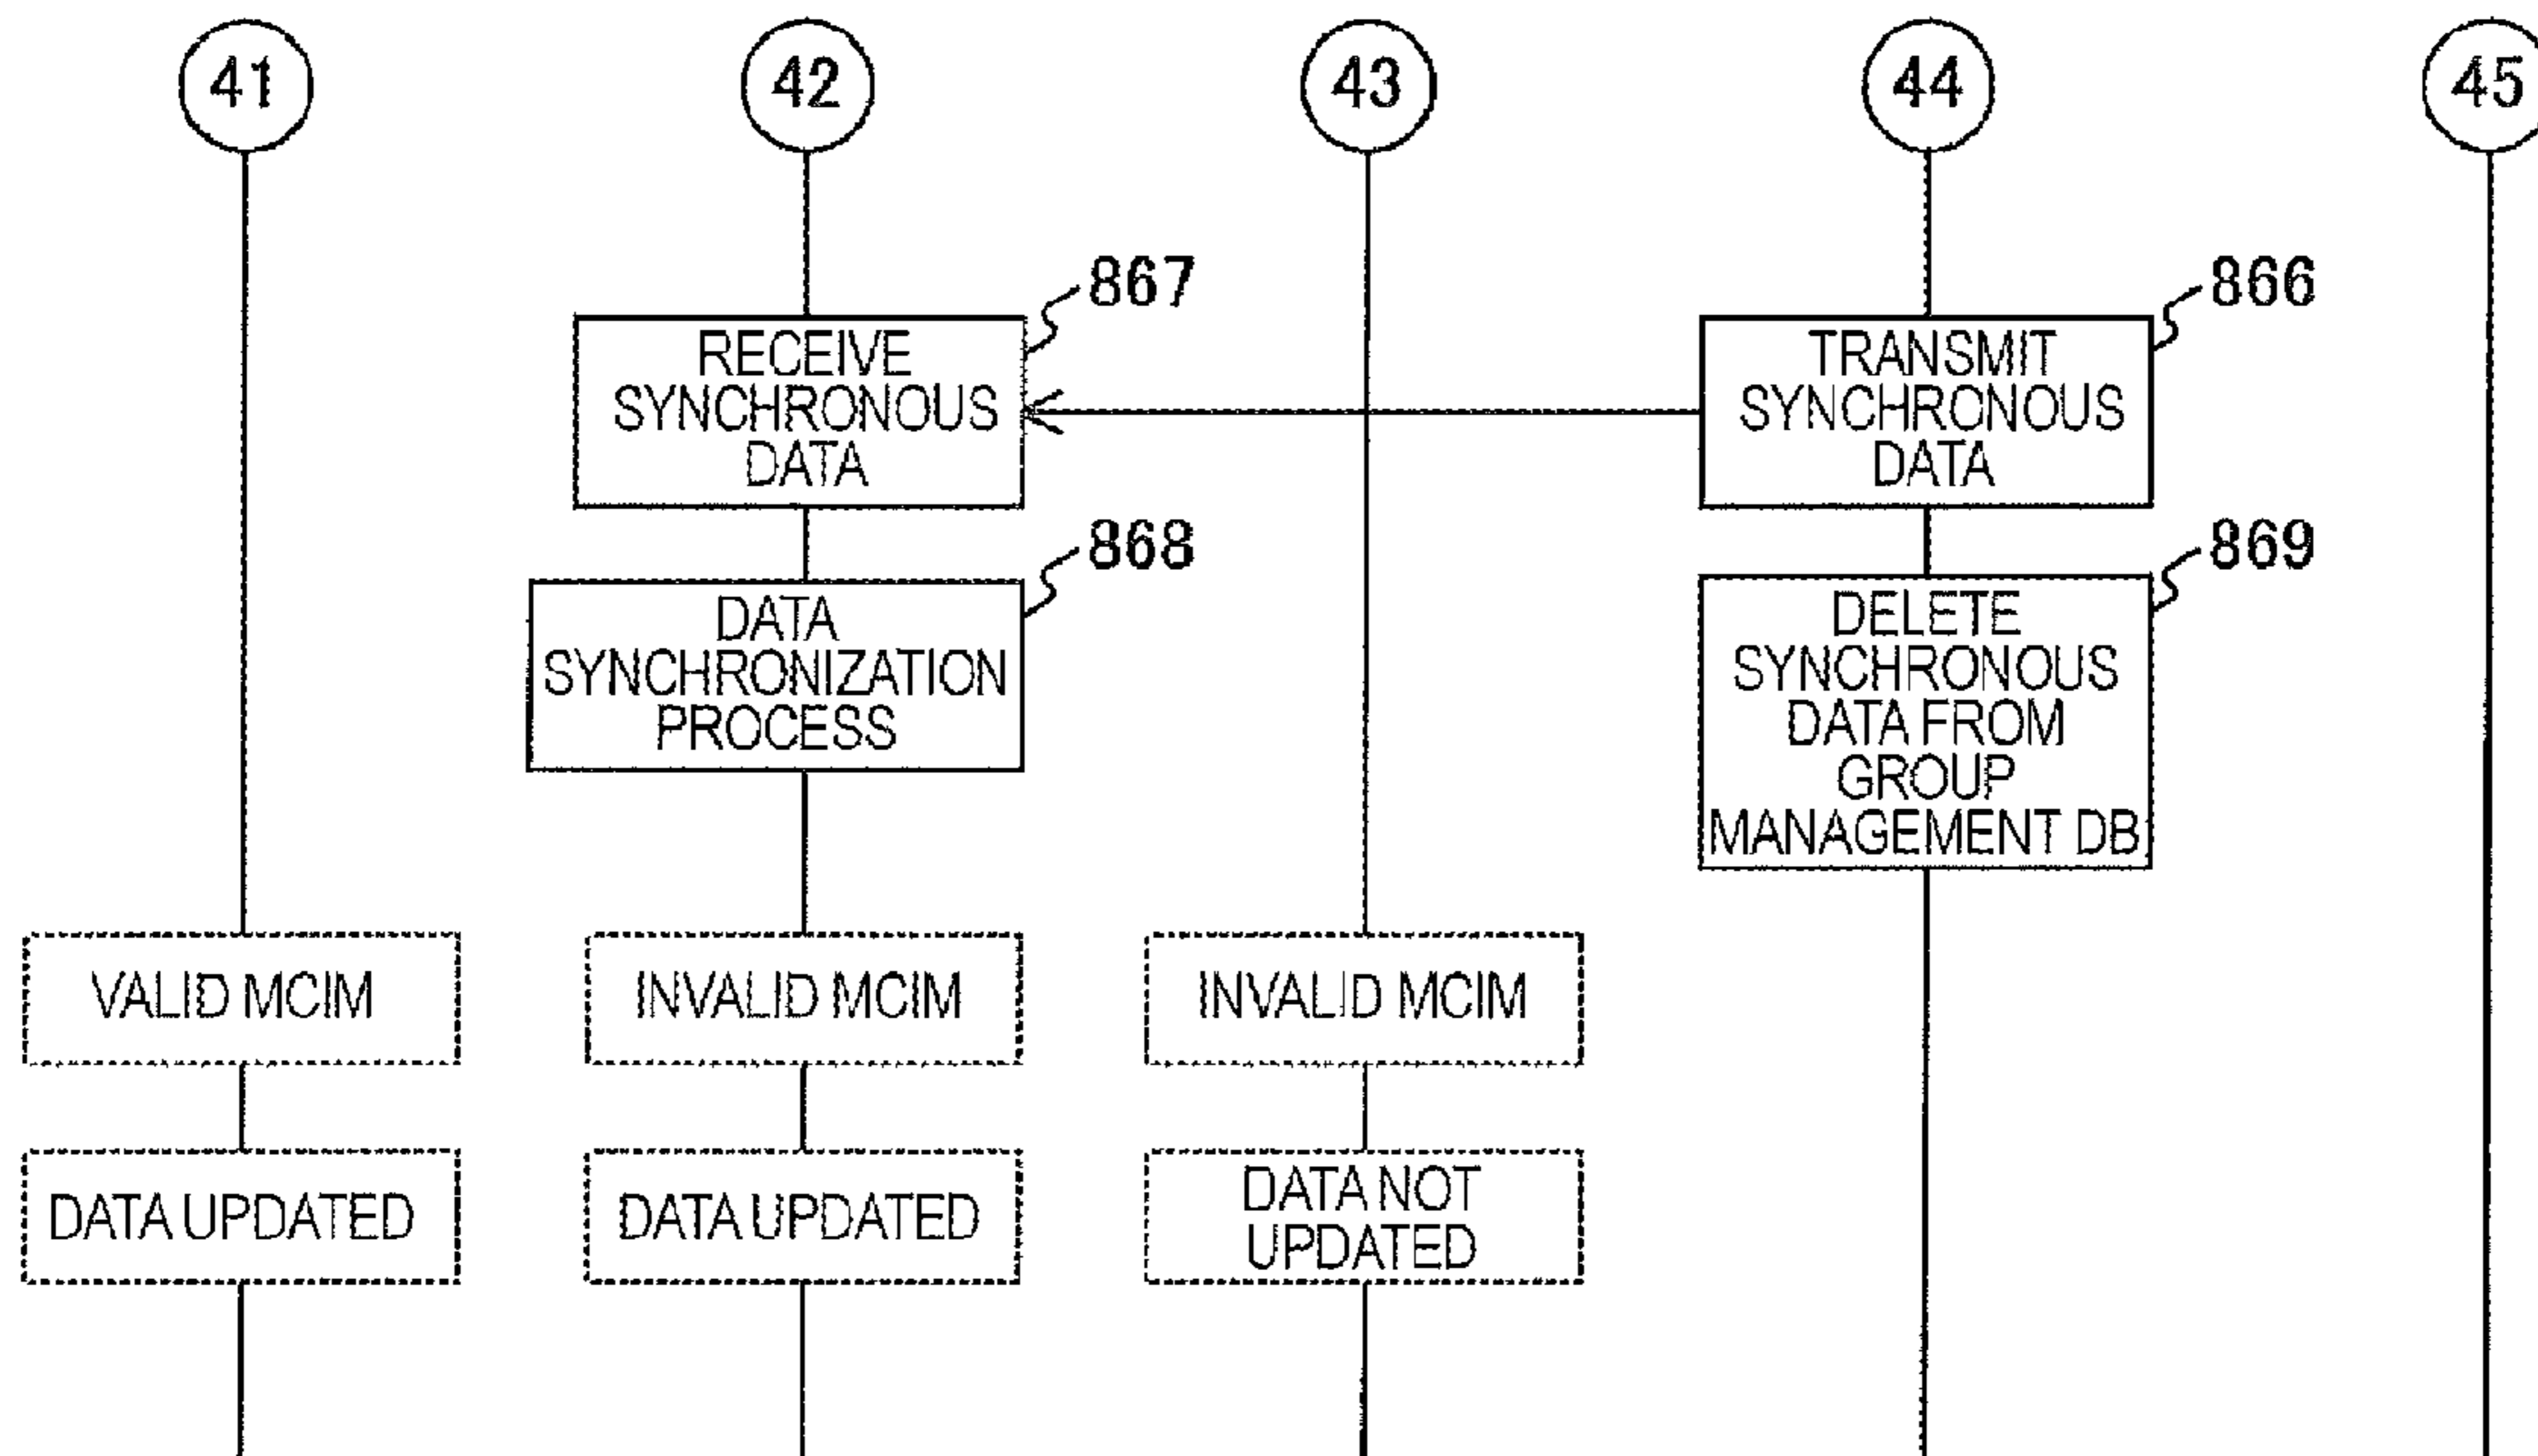 41
42
43
44
45
867
866
RECEIVE
SYNCHRONOUS
DATA
TRANSMIT
SYNCHRONOUS
DATA
868
869
DATA
SYNCHRONIZATION
PROCESS
DELETE
SYNCHRONOUS
DATA FROM
GROUP
MANAGEMENT DB
VALID MCIM
INVALID MCIM
INVALID MCIM
DATA UPDATED
DATA UPDATED
DATA NOT
UPDATED